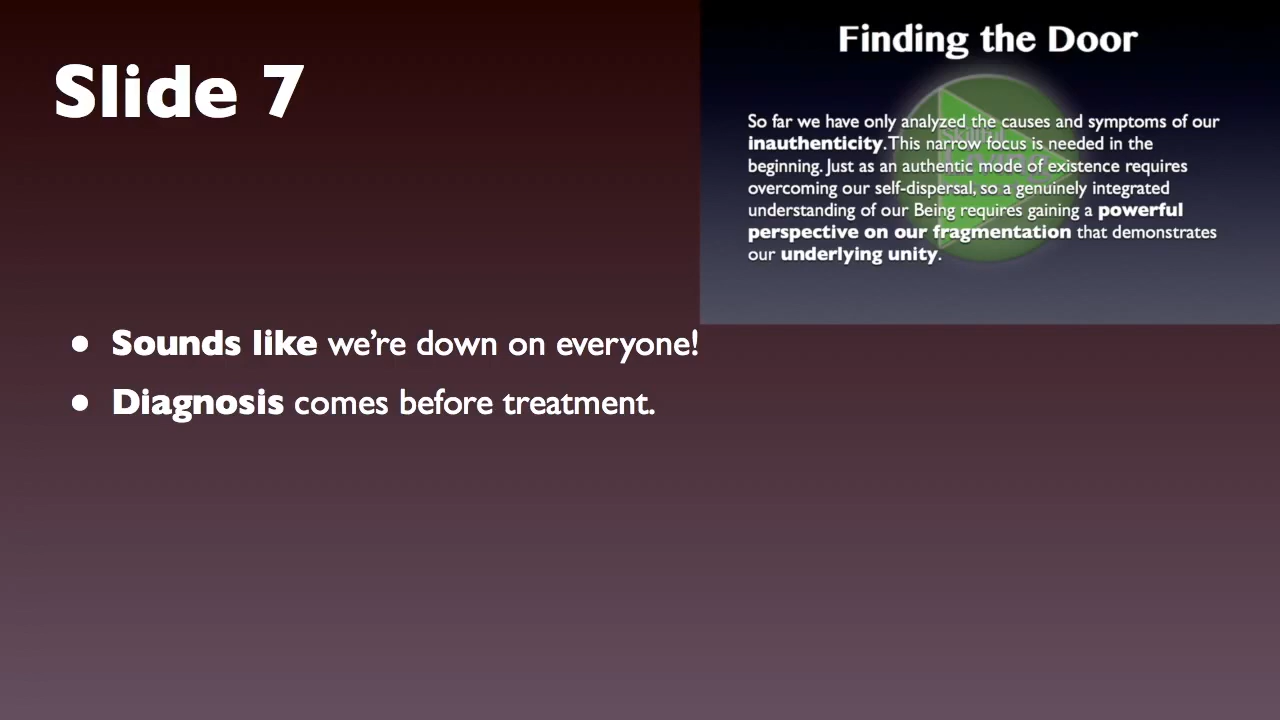 Slide 7
Finding the Door
So far we have only analyzed the causes and symptoms of our
inauthenticity. This narrow focus is needed in the
beginning. Just as an authentic mode of existence requires
overcoming our self-dispersal, so a genuinely integrated
understanding of our Being requires gaining a powerful
perspective on our fragmentation that demonstrates
our underlying unity.
Skillful
Living
• Sounds like we’re down on everyone!
• Diagnosis comes before treatment.